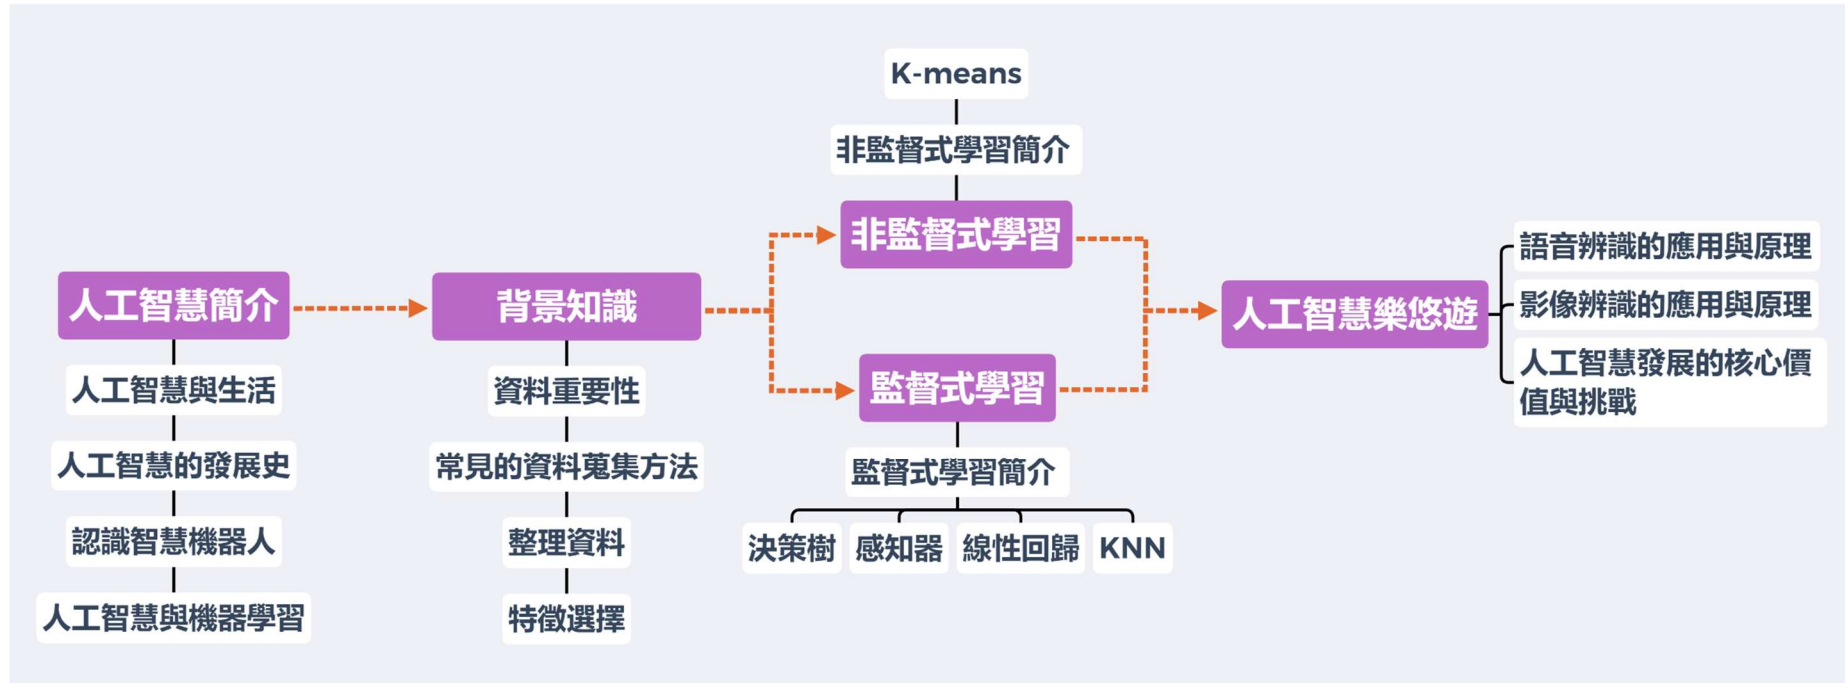 人工智慧簡介
人工智慧與生活
人工智慧的發展史
認識智慧機器人
人工智慧與機器學習
背景知識
資料重要性
常見的資料蒐集方法
整理資料
特徵選擇
K-means
非監督式學習簡介
非監督式學習
監督式學習
監督式學習簡介
決策樹
感知器
線性回歸
KNN
人工智慧樂悠遊
語音辨識的應用與原理
影像辨識的應用與原理
人工智慧發展的核心價
值與挑戰